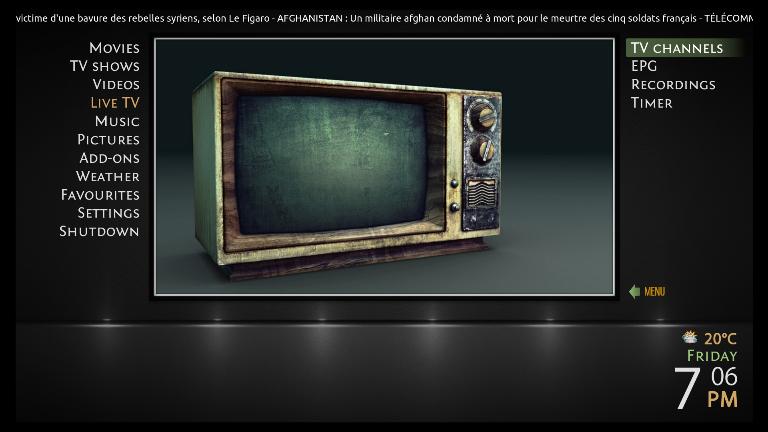 victime d'une bavure des rebelles syriens, selon Le Figaro - AFGHANISTAN : Un militaire afghan condamné à mort pour le meurtre des cinq soldats français - TÉLÉCOMM
MOVIES
TV SHOWS
VIDEOS
LIVE TV
MUSIC
PICTURES
ADD-ONS
WEATHER
FAVOURITES
SETTINGS
SHUTDOWN
TV CHANNELS
EPG
RECORDINGS
TIMER
MENU
20°C
FRIDAY
7 06
PM